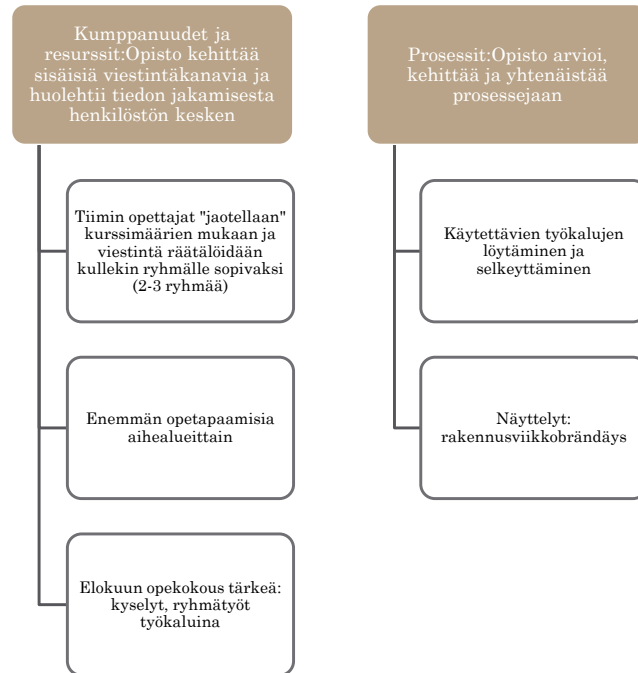 Kumppanuudet ja
resurssit:Opisto kehittää
sisäisiä viestintäkanavia ja
huolehtii tiedon jakamisesta
henkilöstön kesken
Tiimin opettajat "jaotellaan"
kurssimäärien mukaan ja
viestintä räätälöidään
kullekin ryhmälle sopivaksi
(2-3 ryhmää)
Enemmän opetapaamisia
aihealueittain
Elokuun opekokous tärkeä:
kyselyt, ryhmätyöt
työkaluina
Prosessit:Opisto arvioi,
kehittää ja yhtenäistää
prosessejaan
Käytettävien työkalujen
löytäminen ja
selkeyttäminen
Näyttelyt:
rakennusviikkobrändäys